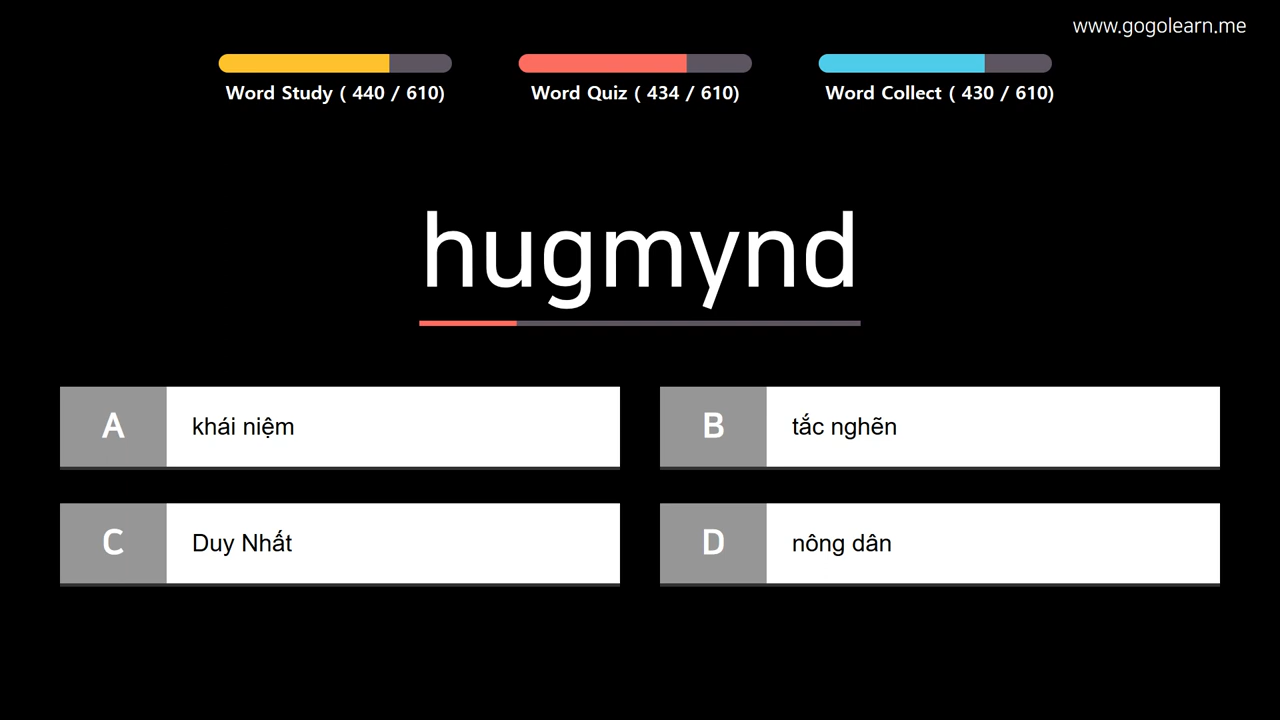 www.gogolearn.me
Word Study ( 440 / 610)
Word Quiz ( 434 / 610)
Word Collect ( 430 / 610)
hugmynd
A khái niệm
B tắc nghẽn
C Duy Nhất
D nông dân